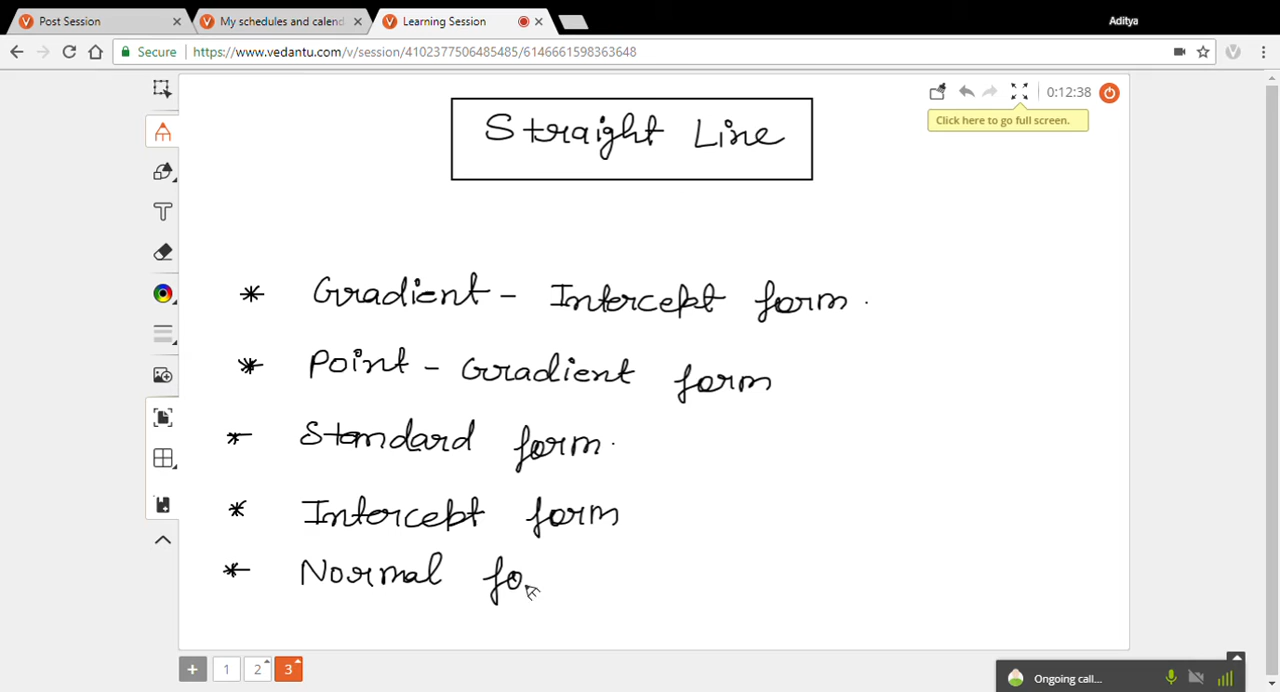 Post Session
My schedules and calend
Learning Session
Aditya
Secure
https://www.vedantu.com/v/session/4102377506485485/6146661598363648
0:12:38
Click here to go full screen.
Straight Line
* Gradient - Intercept form.
* Point - Gradient form
* Standard form.
* Intercept form
* Normal fo
+ 1 2 3
Ongoing call...